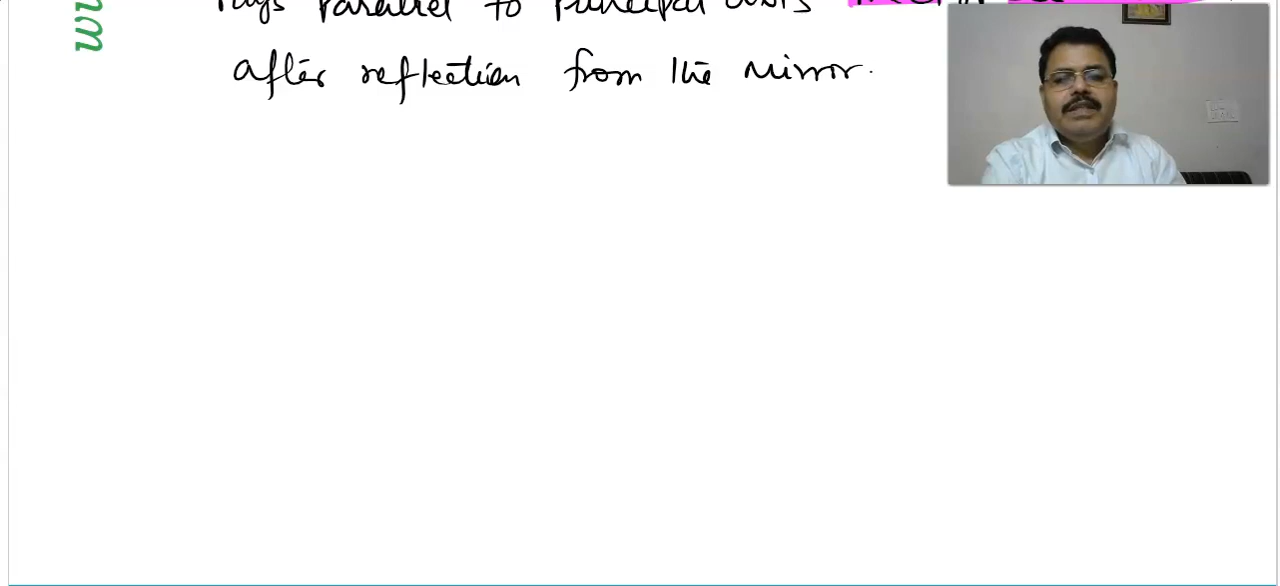 rays parallel to principal axis
after reflection from the mirror.